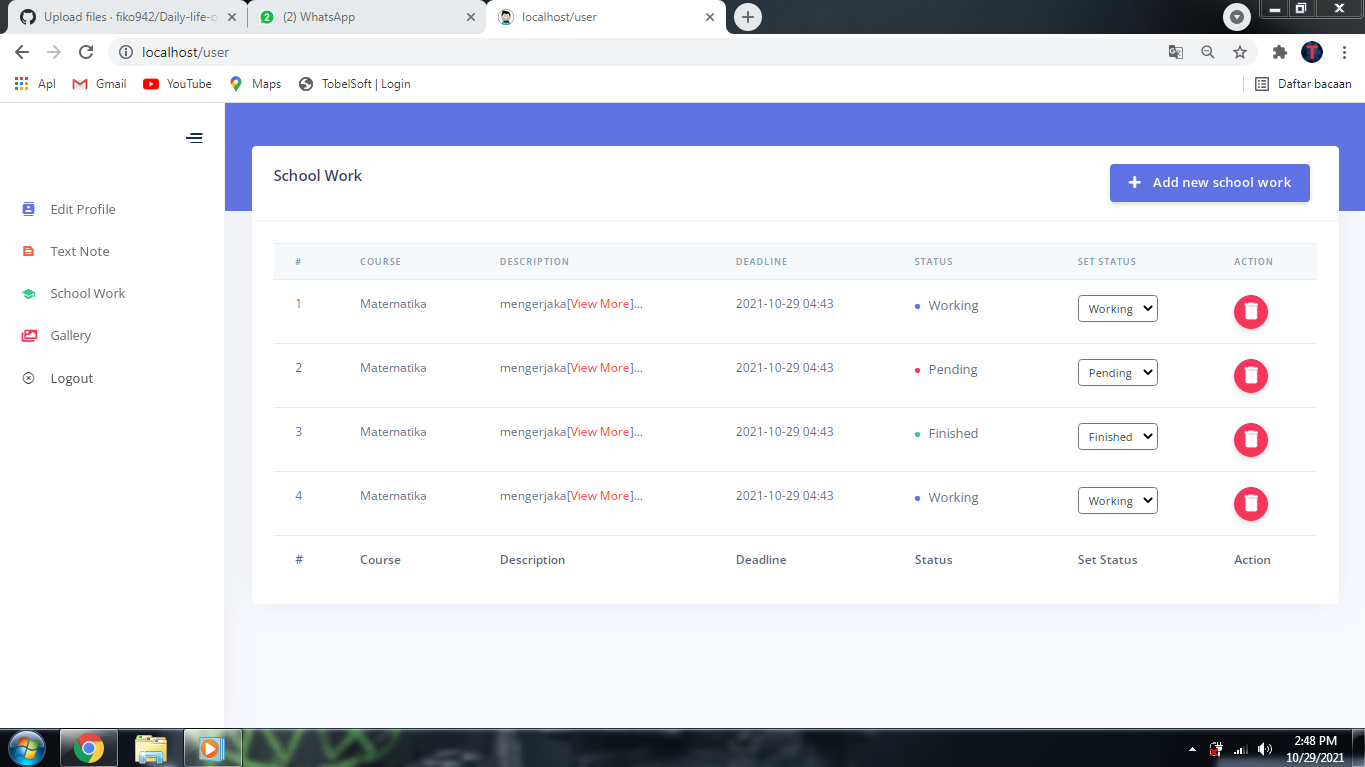 Upload files · fiko942/Daily-life-o
(2) WhatsApp
localhost/user
localhost/user
Apl
Gmail
YouTube
Maps
TobelSoft | Login
Daftar bacaan
School Work
Add new school work
Edit Profile
Text Note
School Work
Gallery
Logout
# COURSE DESCRIPTION DEADLINE STATUS SET STATUS ACTION
1 Matematika mengerjaka[View More]... 2021-10-29 04:43 Working Working
2 Matematika mengerjaka[View More]... 2021-10-29 04:43 Pending Pending
3 Matematika mengerjaka[View More]... 2021-10-29 04:43 Finished Finished
4 Matematika mengerjaka[View More]... 2021-10-29 04:43 Working Working
# Course Description Deadline Status Set Status Action
2:48 PM
10/29/2021